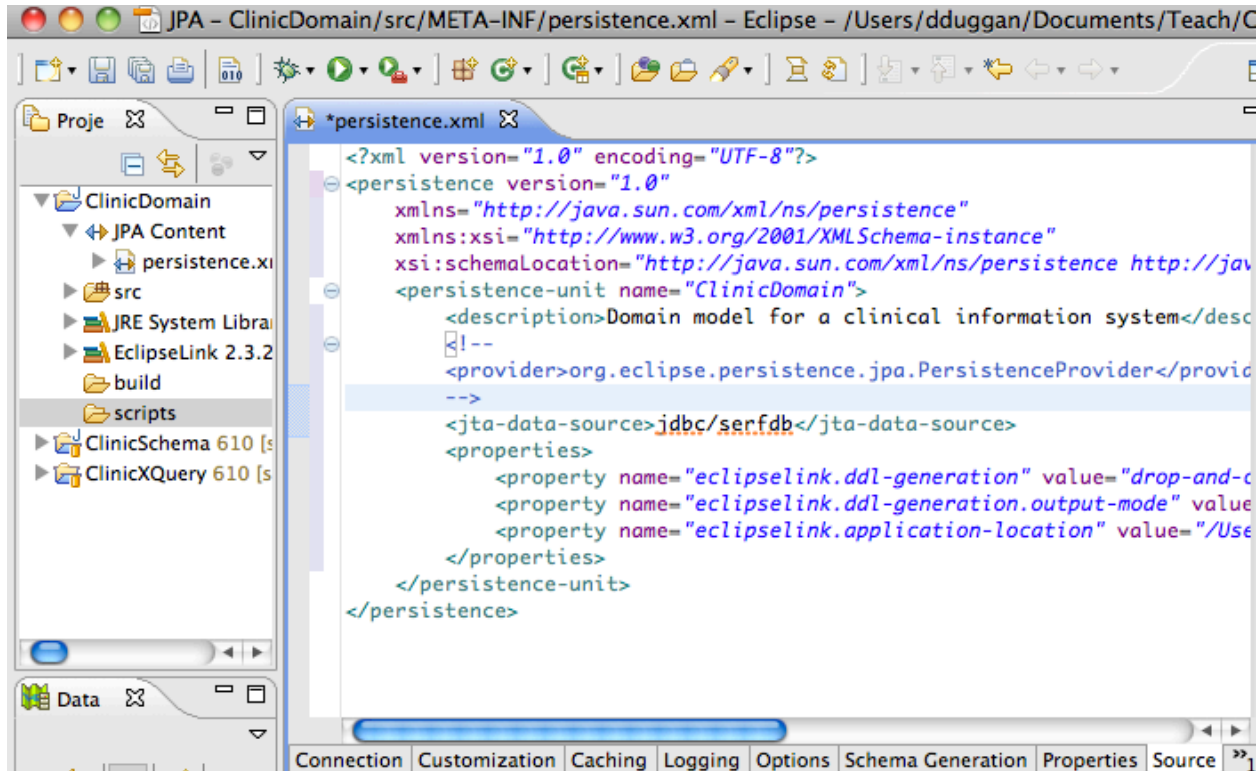 JPA – ClinicDomain/src/META-INF/persistence.xml – Eclipse – /Users/dduggan/Documents/Teach/C
010
Proje
*persistence.xml
ClinicDomain
JPA Content
persistence.x
src
JRE System Libra
EclipseLink 2.3.2
build
scripts
ClinicSchema 610 [s
ClinicXQuery 610 [s
<?xml version="1.0" encoding="UTF-8"?>
<persistence version="1.0"
xmlns="http://java.sun.com/xml/ns/persistence"
xmlns:xsi="http://www.w3.org/2001/XMLSchema-instance"
xsi:schemaLocation="http://java.sun.com/xml/ns/persistence http://jav
<persistence-unit name="ClinicDomain">
<description>Domain model for a clinical information system</desc
<!--
<provider>org.eclipse.persistence.jpa.PersistenceProvider</provid
-->
<jta-data-source>jdbc/serfdb</jta-data-source>
<properties>
<property name="eclipselink.ddl-generation" value="drop-and-c
<property name="eclipselink.ddl-generation.output-mode" value
<property name="eclipselink.application-location" value="/Use
</properties>
</persistence-unit>
</persistence>
Data
Connection Customization Caching Logging Options Schema Generation Properties Source »1